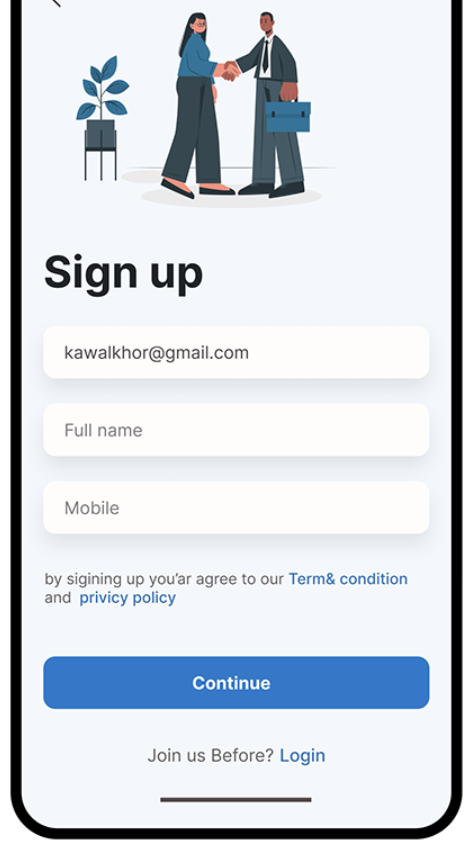 Sign up
kawalkhor@gmail.com
Full name
Mobile
by sigining up you'ar agree to our Term& condition
and privicy policy
Continue
Join us Before? Login